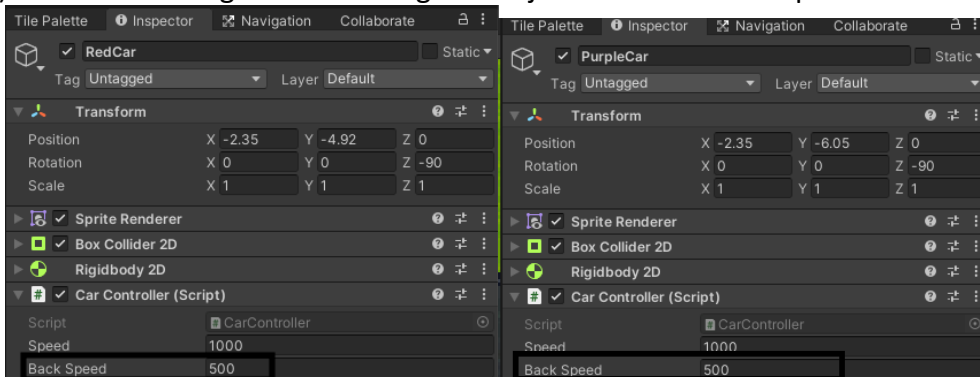 Tile Palette Inspector Navigation Collaborate
RedCar Static
Tag Untagged Layer Default
Transform
Position X -2.35 Y -4.92 Z 0
Rotation X 0 Y 0 Z -90
Scale X 1 Y 1 Z 1
Sprite Renderer
Box Collider 2D
Rigidbody 2D
# Car Controller (Script)
Script # CarController
Speed 1000
Back Speed 500
Tile Palette Inspector Navigation Collaborate
PurpleCar Static
Tag Untagged Layer Default
Transform
Position X -2.35 Y -6.05 Z 0
Rotation X 0 Y 0 Z -90
Scale X 1 Y 1 Z 1
Sprite Renderer
Box Collider 2D
Rigidbody 2D
# Car Controller (Script)
Script # CarController
Speed 1000
Back Speed 500